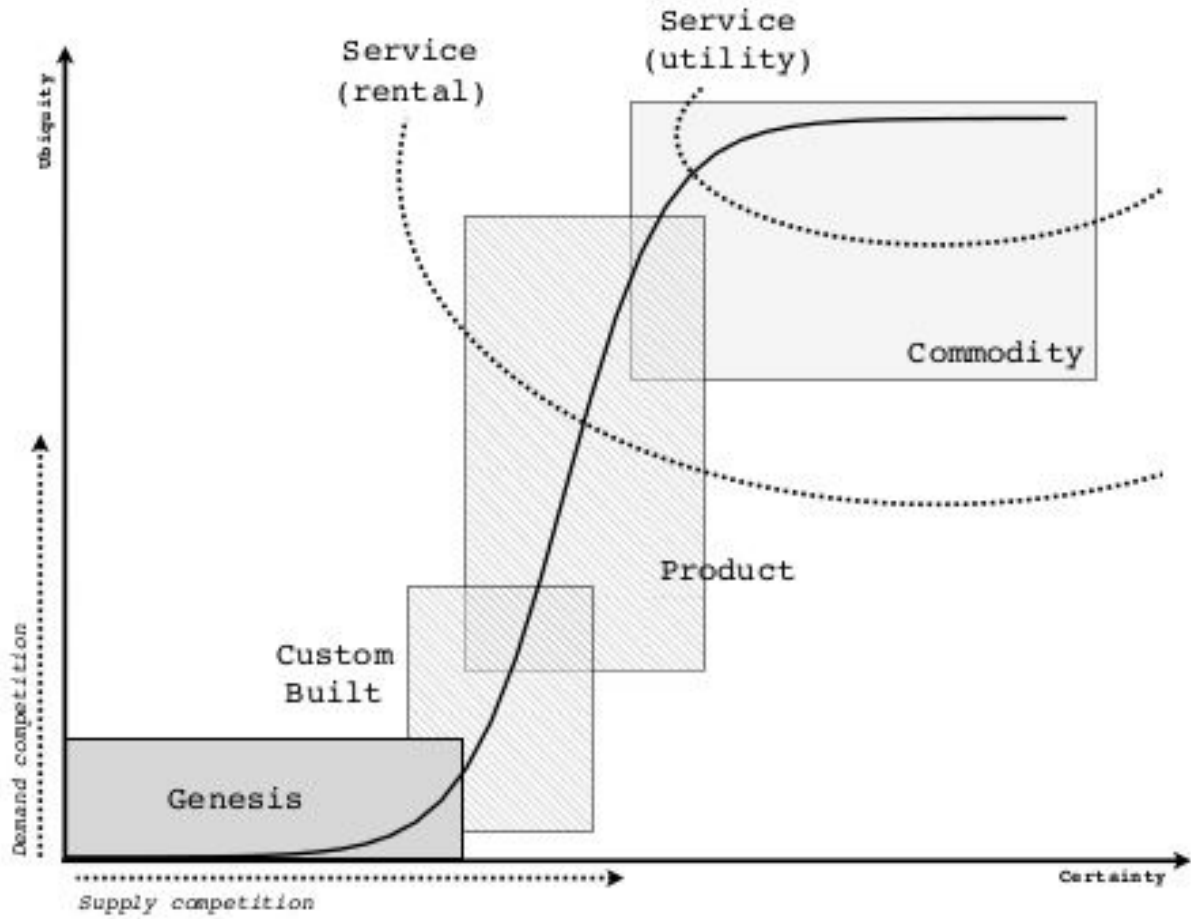 Service
(utility)
Service
(rental)
Ubiquity
Commodity
Product
Custom
Built
Demand competition
Genesis
Certainty
Supply competition